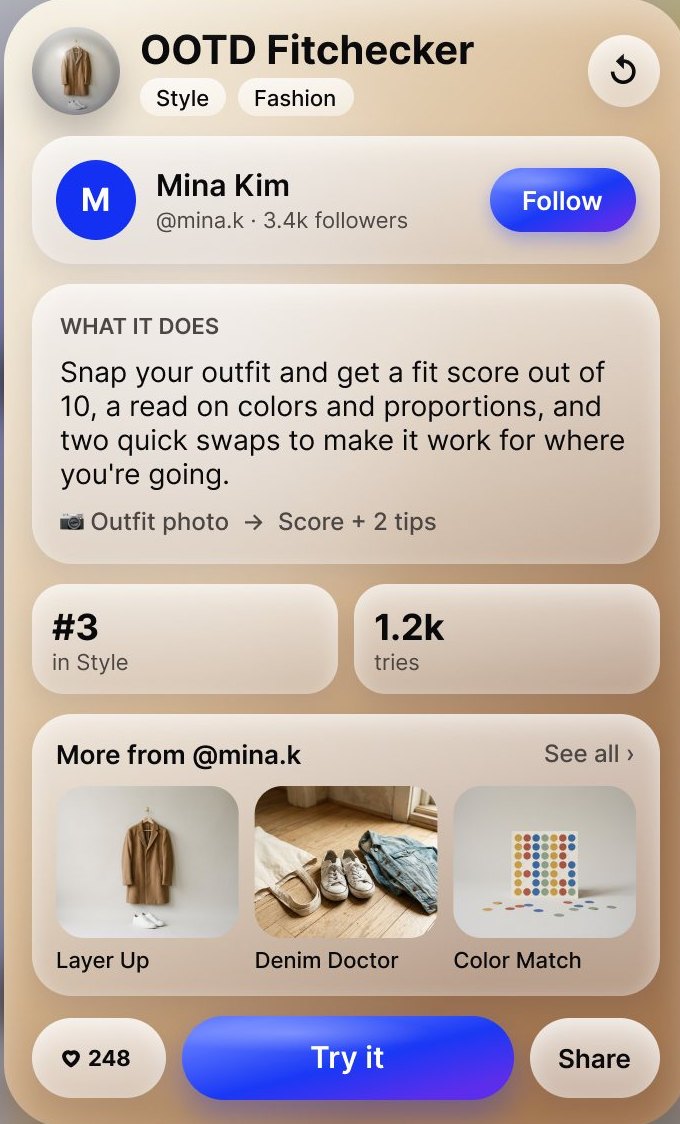 OOTD Fitchecker
Style
Fashion
M
Mina Kim
@mina.k · 3.4k followers
Follow
WHAT IT DOES
Snap your outfit and get a fit score out of
10, a read on colors and proportions, and
two quick swaps to make it work for where
you're going.
📷 Outfit photo → Score + 2 tips
#3
in Style
1.2k
tries
More from @mina.k
See all ›
Layer Up
Denim Doctor
Color Match
248
Try it
Share